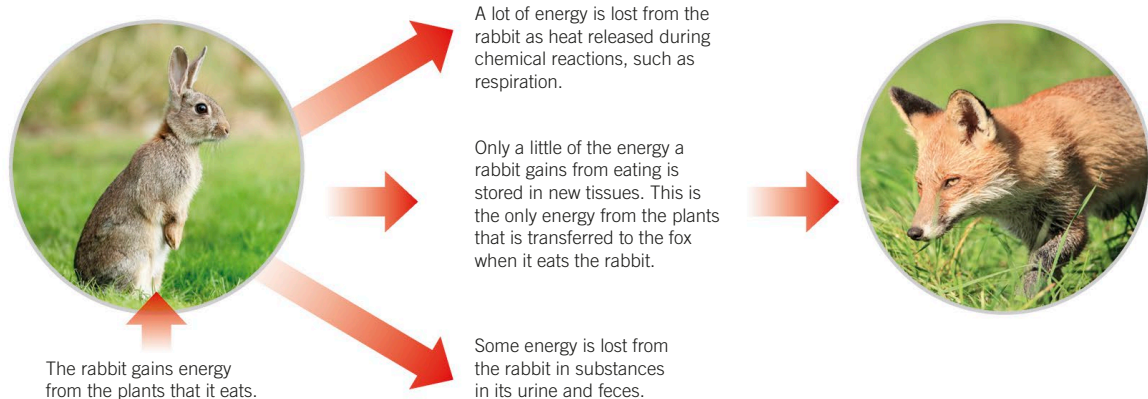 A lot of energy is lost from the
rabbit as heat released during
chemical reactions, such as
respiration.
Only a little of the energy a
rabbit gains from eating is
stored in new tissues. This is
the only energy from the plants
that is transferred to the fox
when it eats the rabbit.
The rabbit gains energy
from the plants that it eats.
Some energy is lost from
the rabbit in substances
in its urine and feces.